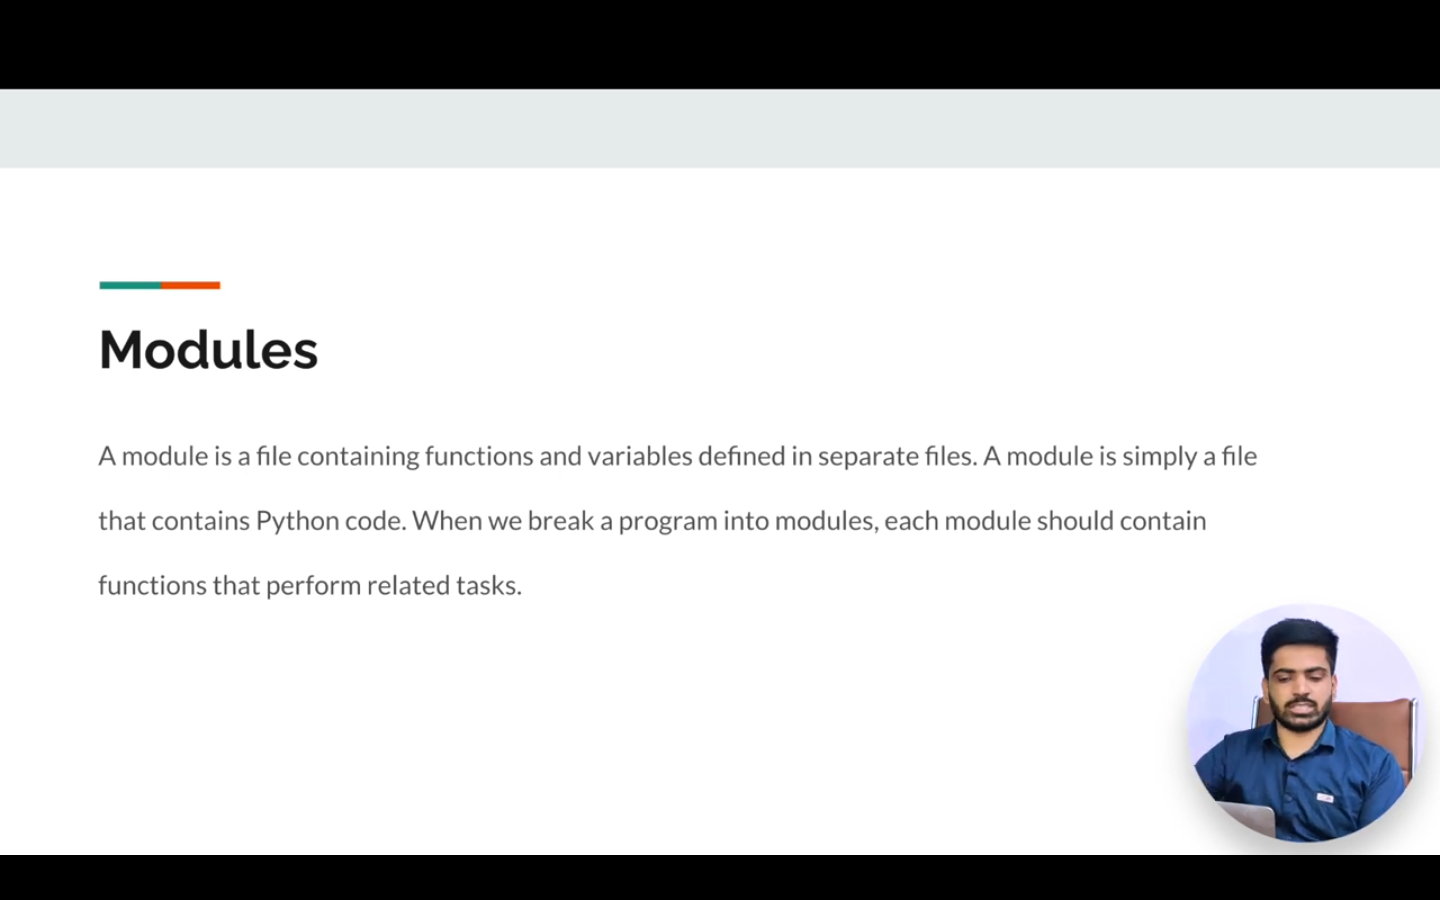 Modules
A module is a file containing functions and variables defined in separate files. A module is simply a file
that contains Python code. When we break a program into modules, each module should contain
functions that perform related tasks.